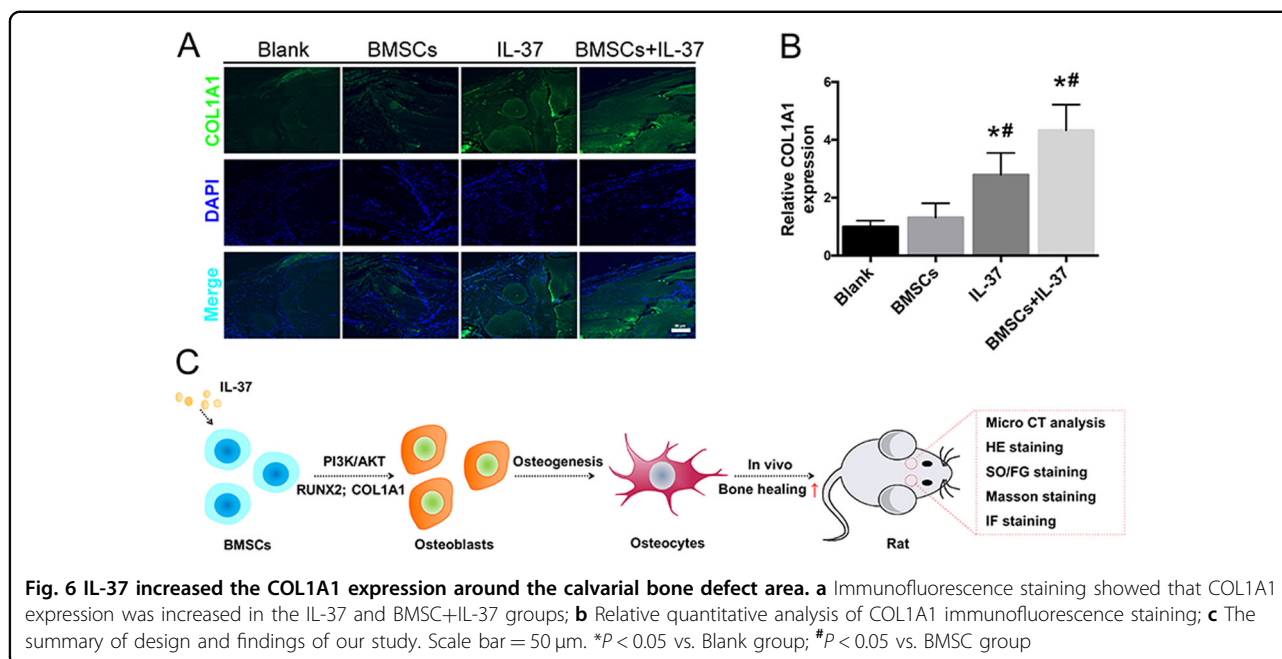 A
Blank BMSCs IL-37 BMSCs+IL-37
COL1A1
DAPI
Merge
50 µm
B
Relative COL1A1
expression
8
6
4
2
0
*#
*#
Blank
BMSCs
IL-37
BMSCs+IL-37
C
IL-37
BMSCs
PI3K/AKT
RUNX2; COL1A1
Osteoblasts
Osteogenesis
Osteocytes
In vivo
Bone healing ↑
Rat
Micro CT analysis
HE staining
SO/FG staining
Masson staining
IF staining
Fig. 6 IL-37 increased the COL1A1 expression around the calvarial bone defect area. a Immunofluorescence staining showed that COL1A1
expression was increased in the IL-37 and BMSC+IL-37 groups; b Relative quantitative analysis of COL1A1 immunofluorescence staining; c The
summary of design and findings of our study. Scale bar = 50 µm. *P < 0.05 vs. Blank group; #P < 0.05 vs. BMSC group